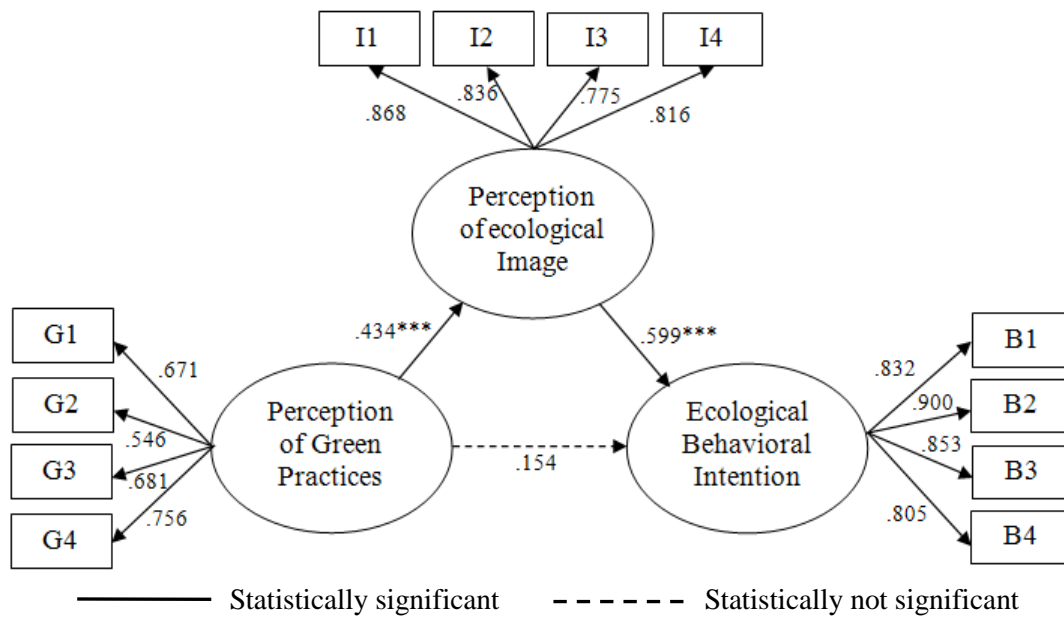 I1 I2 I3 I4
.868 .836 .775 .816
Perception
of ecological
Image
.434*** .599***
G1
G2
G3
G4
.671
.546
.681
.756
Perception
of Green
Practices
.154
Ecological
Behavioral
Intention
.832
.900
.853
.805
B1
B2
B3
B4
Statistically significant Statistically not significant